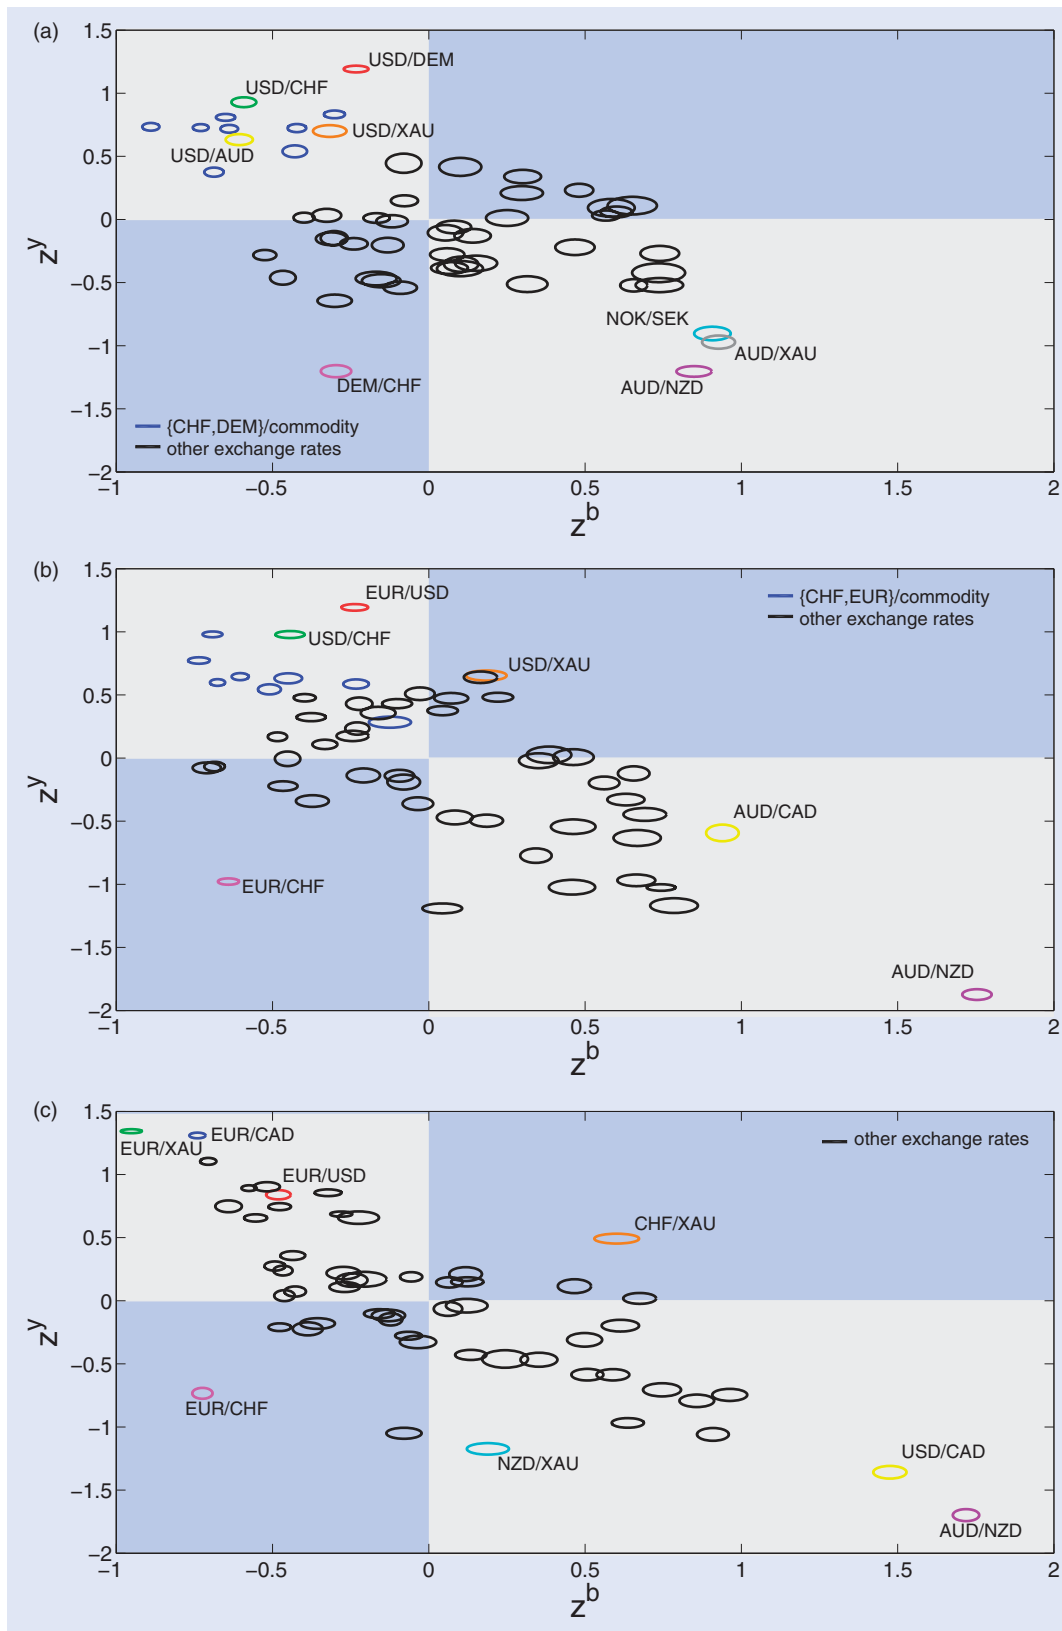 (a)
1.5
1
0.5
0
−0.5
−1
−1.5
−2
z^y
USD/DEM
USD/CHF
USD/XAU
USD/AUD
NOK/SEK
AUD/XAU
AUD/NZD
DEM/CHF
{CHF,DEM}/commodity
other exchange rates
−1 −0.5 0 0.5 1 1.5 2
z^b
(b)
1.5
1
0.5
0
−0.5
−1
−1.5
−2
z^y
EUR/USD
{CHF,EUR}/commodity
other exchange rates
USD/CHF
USD/XAU
AUD/CAD
EUR/CHF
AUD/NZD
−1 −0.5 0 0.5 1 1.5 2
z^b
(c)
1.5
1
0.5
0
−0.5
−1
−1.5
−2
z^y
EUR/CAD
EUR/XAU
other exchange rates
EUR/USD
CHF/XAU
EUR/CHF
NZD/XAU
USD/CAD
AUD/NZD
−1 −0.5 0 0.5 1 1.5 2
z^b